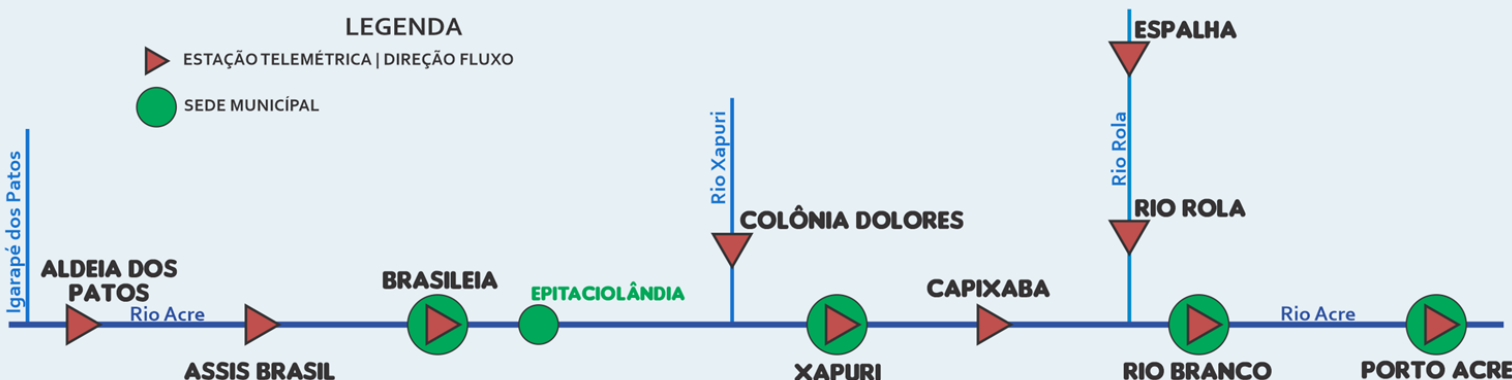 LEGENDA
ESTAÇÃO TELEMÉTRICA | DIREÇÃO FLUXO
SEDE MUNICÍPAL
Igarapé dos Patos
ALDEIA DOS
PATOS
Rio Acre
ASSIS BRASIL
BRASILEIA
EPITACIOLÂNDIA
Rio Xapuri
COLÔNIA DOLORES
XAPURI
CAPIXABA
ESPALHA
Rio Rola
RIO ROLA
RIO BRANCO
Rio Acre
PORTO ACRE